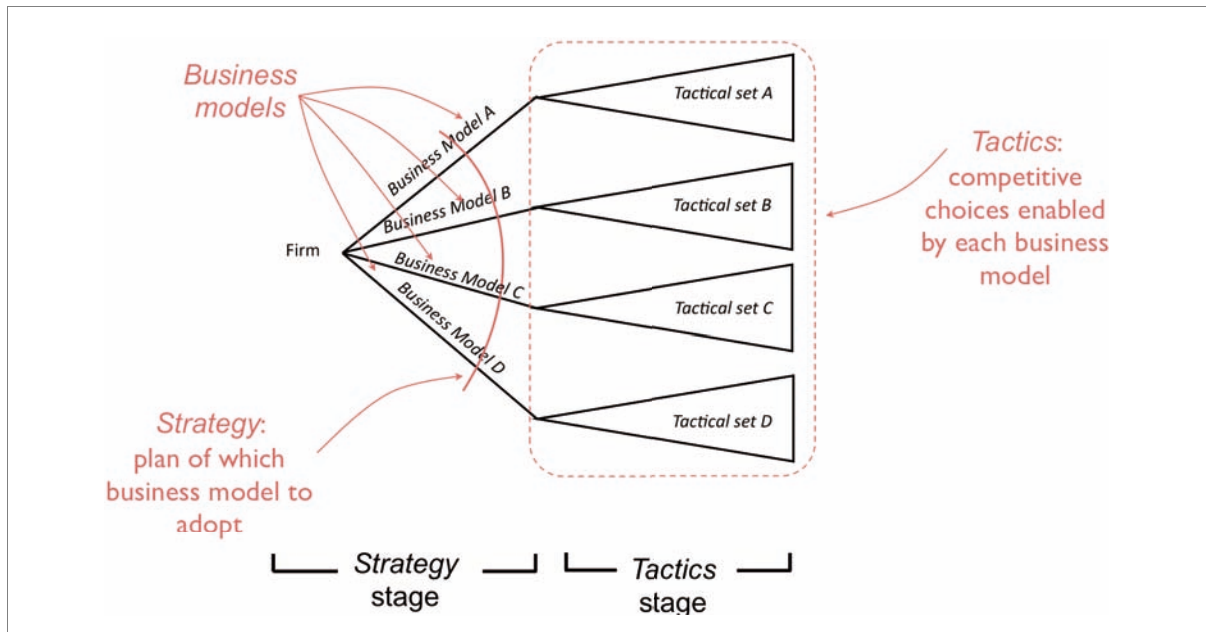 Business
models
Business Model A
Business Model B
Business Model C
Business Model D
Firm
Tactical set A
Tactical set B
Tactical set C
Tactical set D
Tactics:
competitive
choices enabled
by each business
model
Strategy:
plan of which
business model to
adopt
Strategy
stage
Tactics
stage